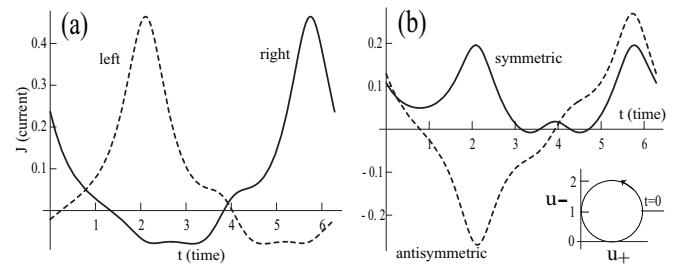 (a)
0.4
0.3
0.2
0.1
J (current)
left
right
1 2 3 4 5 6
t (time)
(b)
0.2
0.1
-0.1
-0.2
symmetric
t (time)
1 2 3 4 5 6
antisymmetric
2
1
0
u-
t=0
u+